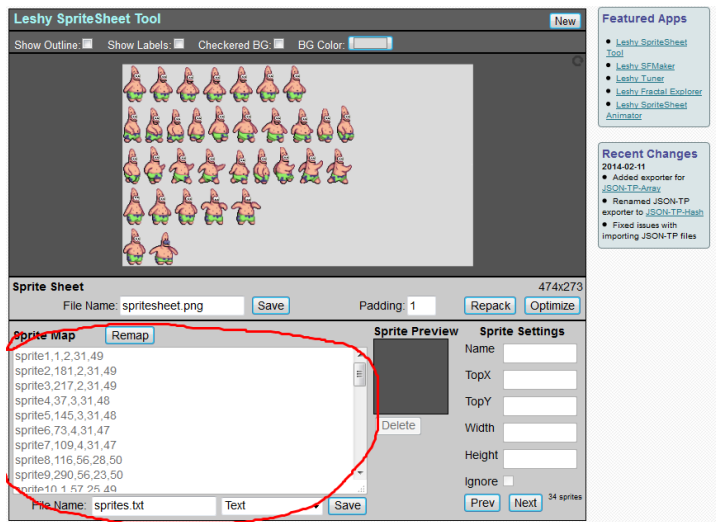 Leshy SpriteSheet Tool
New
Show Outline: Show Labels: Checkered BG: BG Color:
Sprite Sheet
474x273
File Name: spritesheet.png Save Padding: 1 Repack Optimize
Sprite Map Remap
sprite1,1,2,31,49
sprite2,181,2,31,49
sprite3,217,2,31,49
sprite4,37,3,31,48
sprite5,145,3,31,48
sprite6,73,4,31,47
sprite7,109,4,31,47
sprite8,116,56,28,50
sprite9,290,56,23,50
sprite10,1,57,25,49
File Name: sprites.txt Text Save
Sprite Preview
Delete
Sprite Settings
Name
TopX
TopY
Width
Height
Ignore
Prev Next 34 sprites
Featured Apps
• Leshy SpriteSheet
Tool
• Leshy SFMaker
• Leshy Tuner
• Leshy Fractal Explorer
• Leshy SpriteSheet
Animator
Recent Changes
2014-02-11
• Added exporter for
JSON-TP-Array
• Renamed JSON-TP
exporter to JSON-TP-Hash
• Fixed issues with
importing JSON-TP files